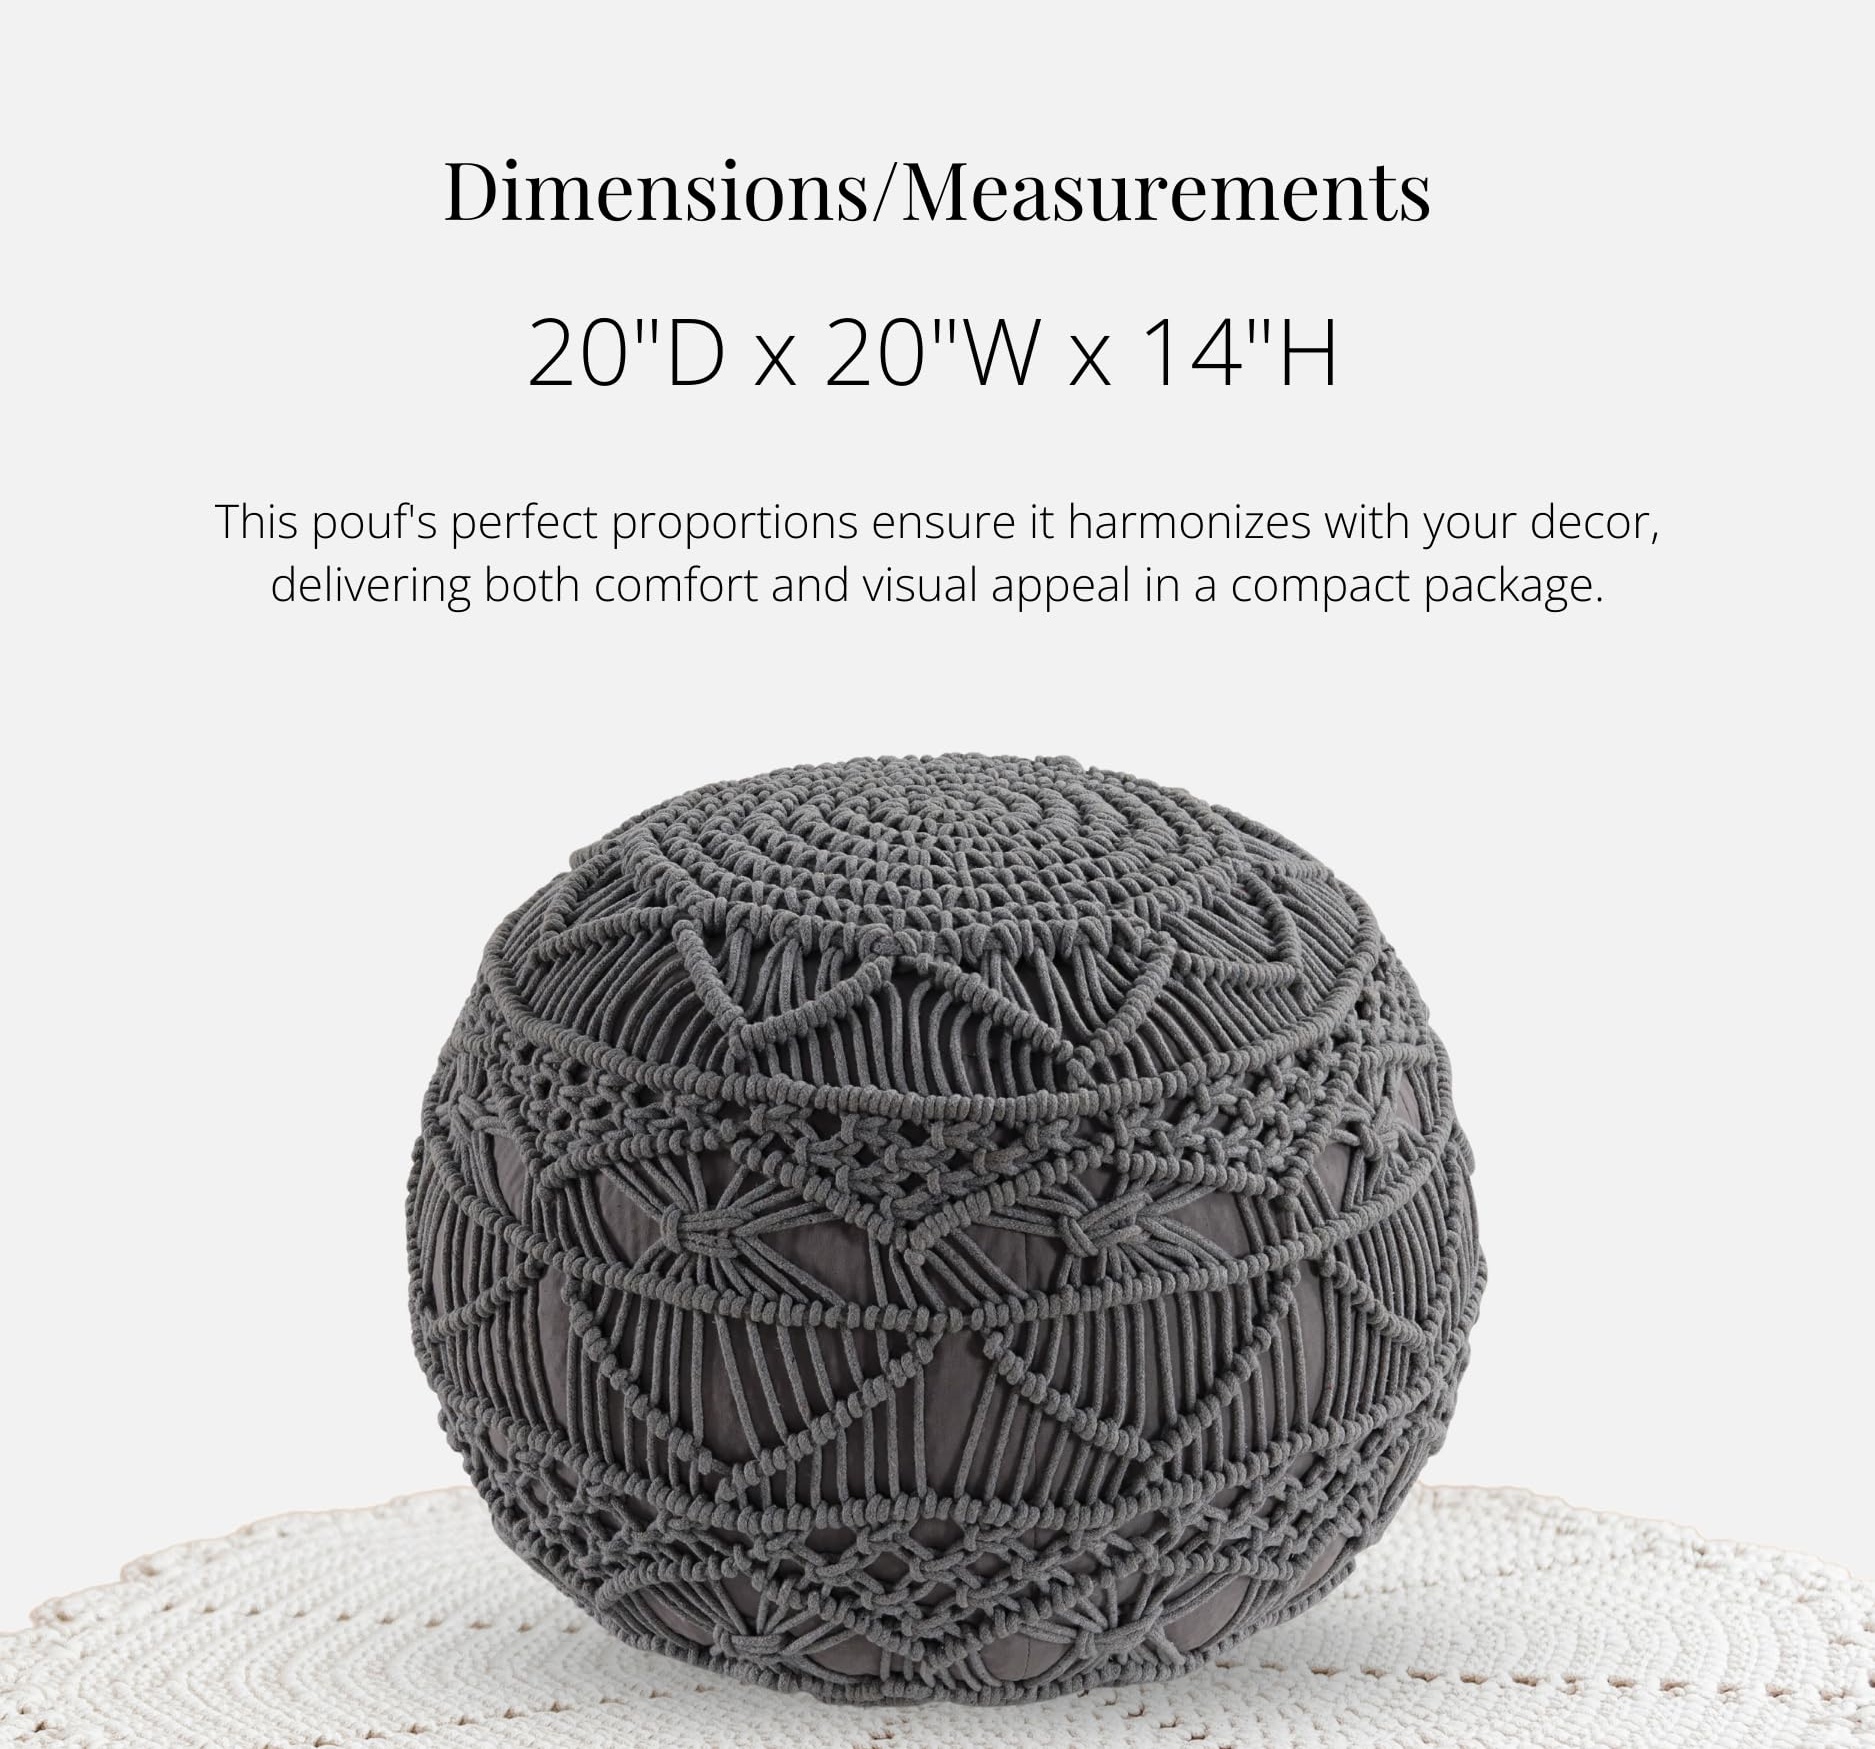 Dimensions/Measurements
20"D x 20"W x 14"H
This pouf's perfect proportions ensure it harmonizes with your decor,
delivering both comfort and visual appeal in a compact package.